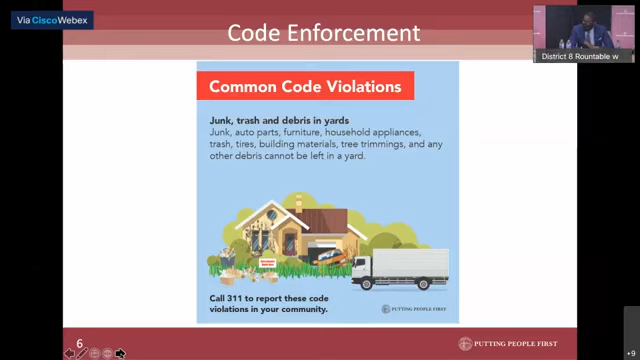 Via CiscoWebex
Code Enforcement
District 8 Roundtable w
Common Code Violations
Junk, trash and debris in yards
Junk, auto parts, furniture, household appliances,
trash, tires, building materials, tree trimmings, and any
other debris cannot be left in a yard.
Call 311 to report these code
violations in your community.
PUTTING PEOPLE FIRST
6
PUTTING PEOPLE FIRST
+9